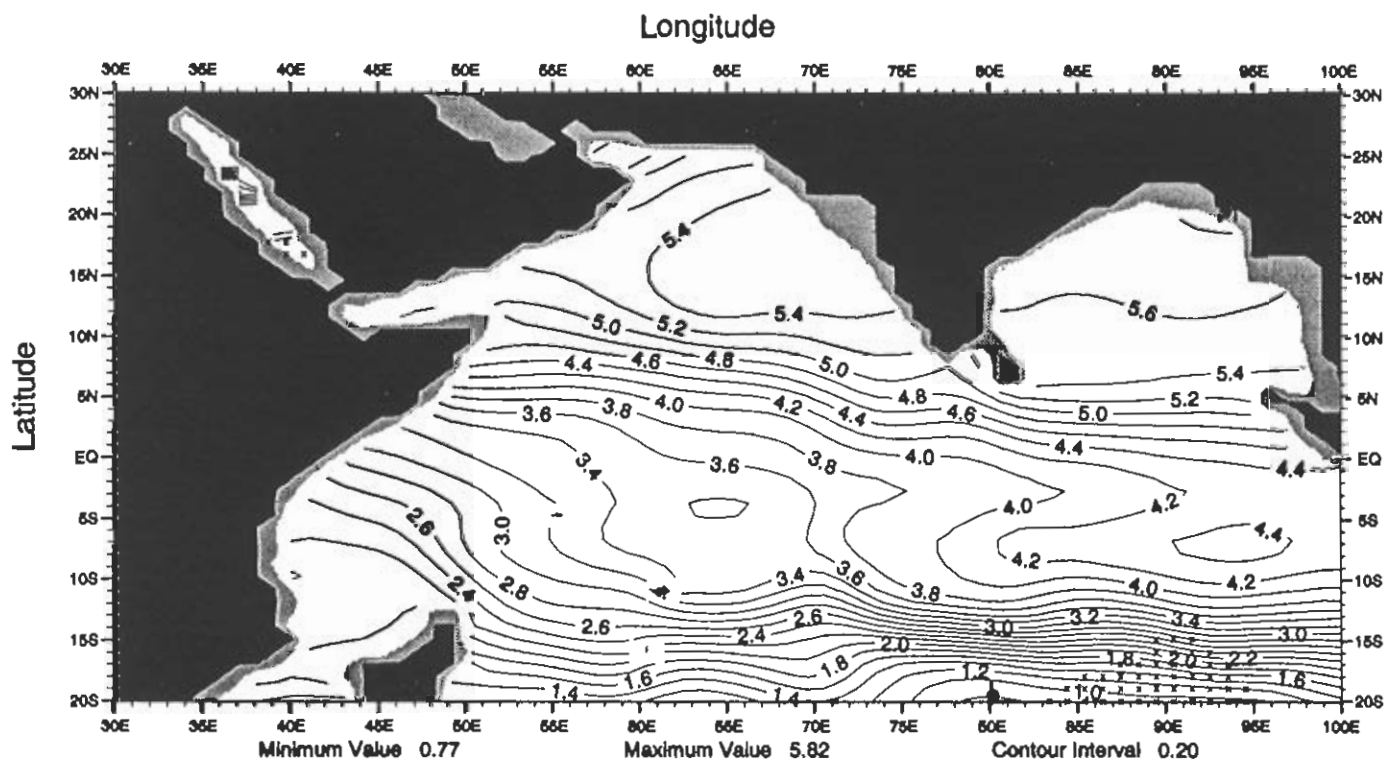 Longitude
30E 35E 40E 45E 50E 55E 60E 65E 70E 75E 80E 85E 90E 95E 100E
30N 30N
25N 25N
20N 20N
5.4
15N 15N
5.0 5.2 5.4 5.6
10N 10N
4.4 4.6 4.8 5.0 5.4
5N 5N
3.6 3.8 4.0 4.2 4.4 4.8 4.6 5.0 5.2
Latitude
EQ EQ
3.4 3.6 3.8 4.0 4.4 4.4
5S 5S
2.6 3.0 4.0 4.2 4.4
10S 10S
2.8 3.4 3.6 3.8 4.2 4.0 4.2
2.6 2.4 2.6 3.0 3.2 3.4 3.0
15S 15S
1.6 1.8 2.0 1.8 2.0 2.2
1.4 1.4 1.2 1.0 1.6
20S 20S
30E 35E 40E 45E 50E 55E 60E 65E 70E 75E 80E 85E 90E 95E 100E
Minimum Value 0.77 Maximum Value 5.82 Contour Interval 0.20